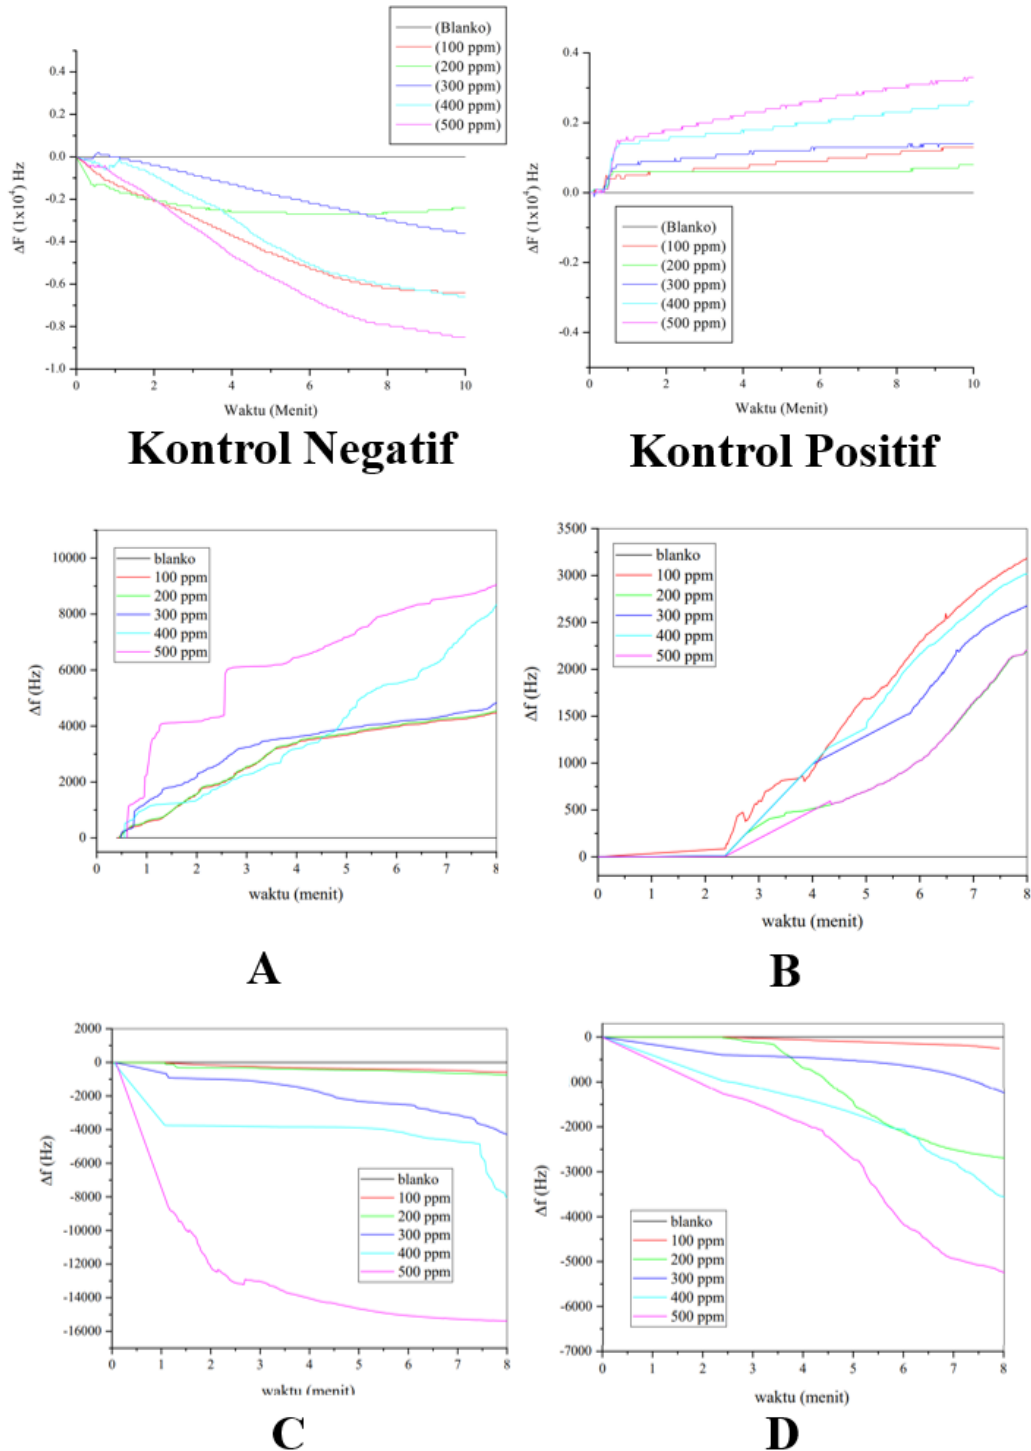 (Blanko)
(100 ppm)
(200 ppm)
(300 ppm)
(400 ppm)
(500 ppm)
0.4
0.2
0.0
-0.2
-0.4
-0.6
-0.8
-1.0
ΔF (1x10⁴) Hz
0 2 4 6 8 10
Waktu (Menit)
Kontrol Negatif
0.4
0.2
0.0
-0.2
-0.4
ΔF (1x10⁴) Hz
(Blanko)
(100 ppm)
(200 ppm)
(300 ppm)
(400 ppm)
(500 ppm)
0 2 4 6 8 10
Waktu (Menit)
Kontrol Positif
10000
8000
6000
4000
2000
0
Δf (Hz)
blanko
100 ppm
200 ppm
300 ppm
400 ppm
500 ppm
0 1 2 3 4 5 6 7 8
waktu (menit)
A
3500
3000
2500
2000
1500
1000
500
0
Δf (Hz)
blanko
100 ppm
200 ppm
300 ppm
400 ppm
500 ppm
0 1 2 3 4 5 6 7 8
waktu (menit)
B
2000
0
-2000
-4000
-6000
-8000
-10000
-12000
-14000
-16000
Δf (Hz)
blanko
100 ppm
200 ppm
300 ppm
400 ppm
500 ppm
0 1 2 3 4 5 6 7 8
waktu (menit)
C
0
000
-2000
-3000
-4000
-5000
-6000
-7000
Δf (Hz)
blanko
100 ppm
200 ppm
300 ppm
400 ppm
500 ppm
0 1 2 3 4 5 6 7 8
waktu (menit)
D